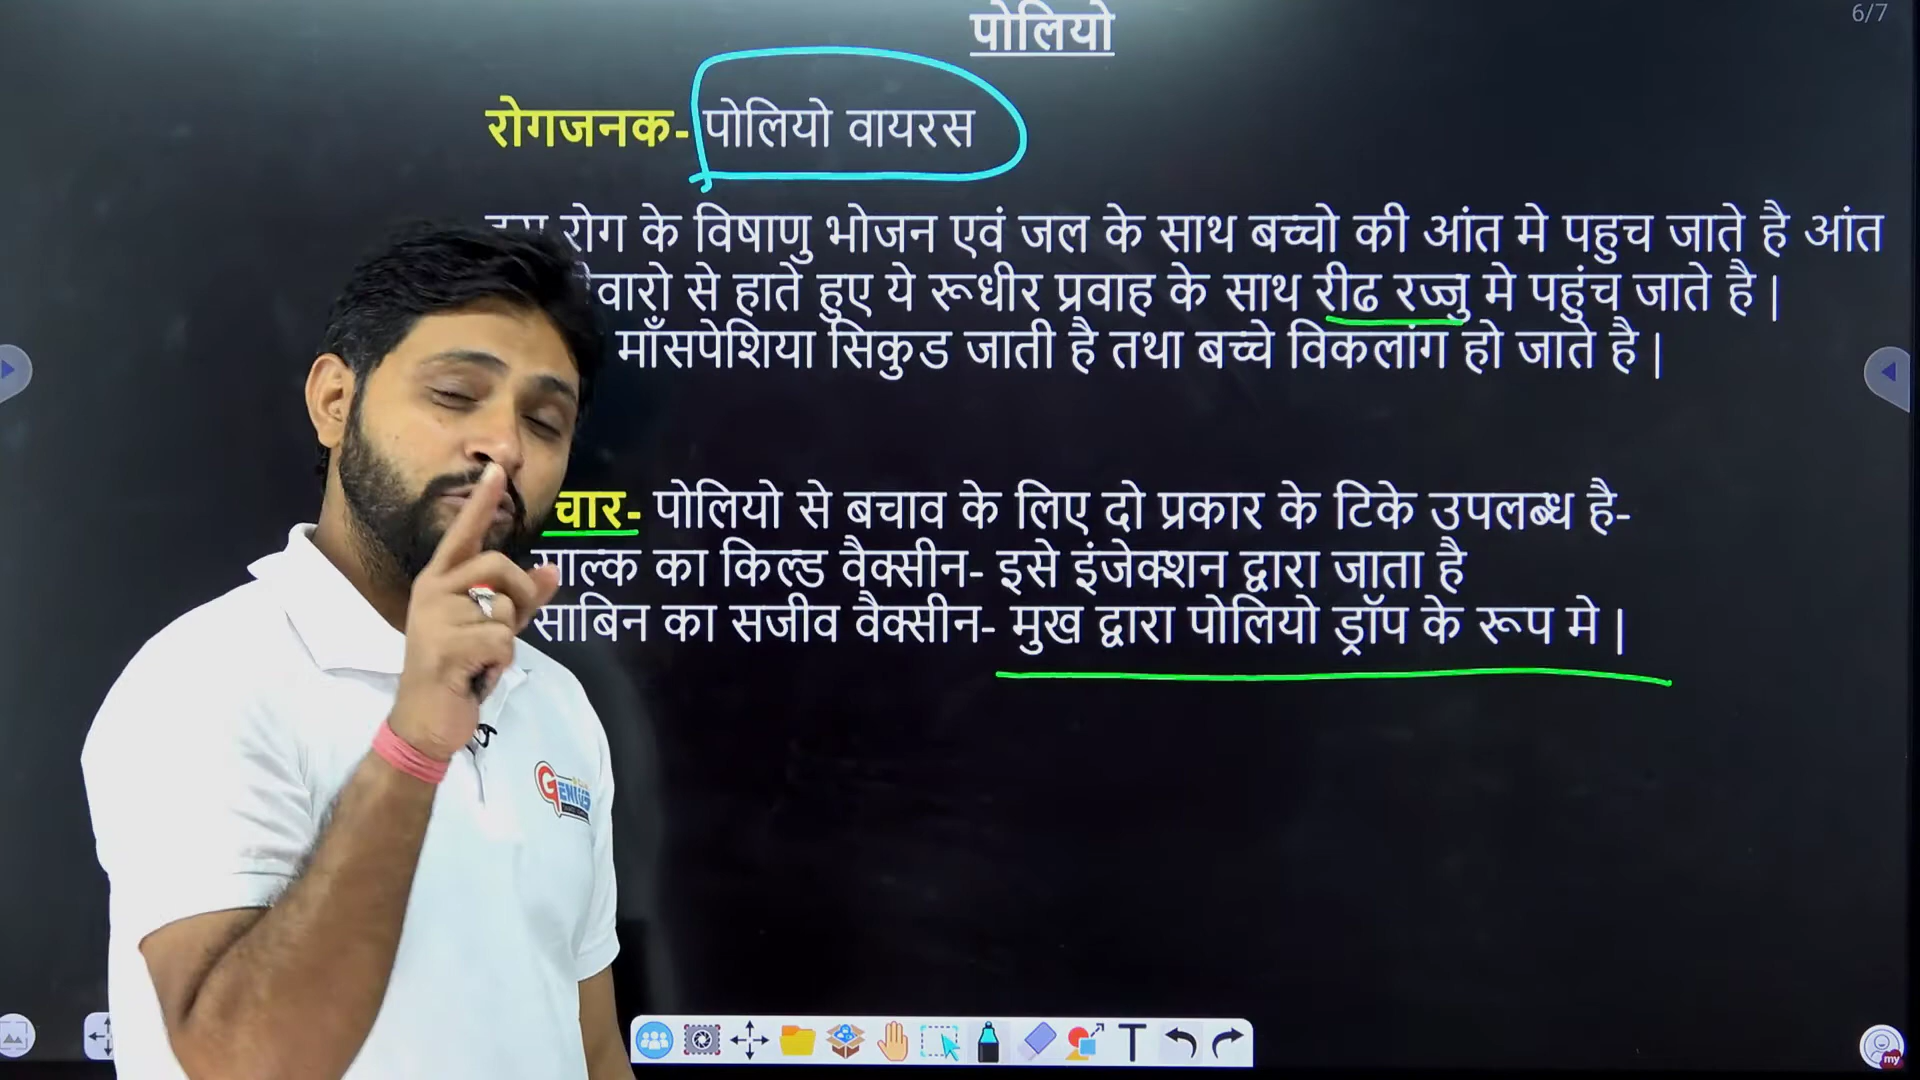 पोलियो
6/7
रोगजनक- पोलियो वायरस
रोग के विषाणु भोजन एवं जल के साथ बच्चो की आंत मे पहुच जाते है आंत
से हाते हुए ये रूधीर प्रवाह के साथ रीढ रज्जु मे पहुंच जाते है |
माँसपेशिया सिकुड जाती है तथा बच्चे विकलांग हो जाते है |
पोलियो से बचाव के लिए दो प्रकार के टिके उपलब्ध है-
साल्क का किल्ड वैक्सीन- इसे इंजेक्शन द्वारा जाता है
साबिन का सजीव वैक्सीन- मुख द्वारा पोलियो ड्रॉप के रूप मे |
T
my